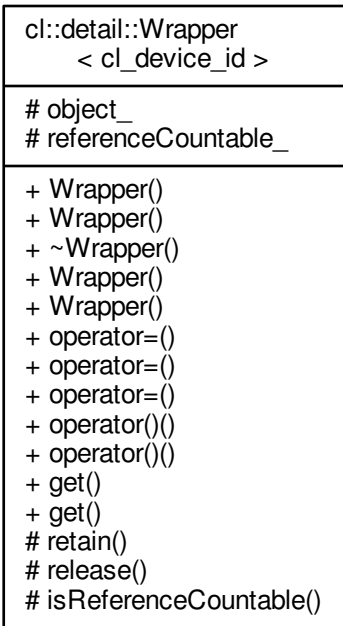 cl::detail::Wrapper
< cl_device_id >
# object_
# referenceCountable_
+ Wrapper()
+ Wrapper()
+ ~Wrapper()
+ Wrapper()
+ Wrapper()
+ operator=()
+ operator=()
+ operator=()
+ operator()()
+ operator()()
+ get()
+ get()
# retain()
# release()
# isReferenceCountable()